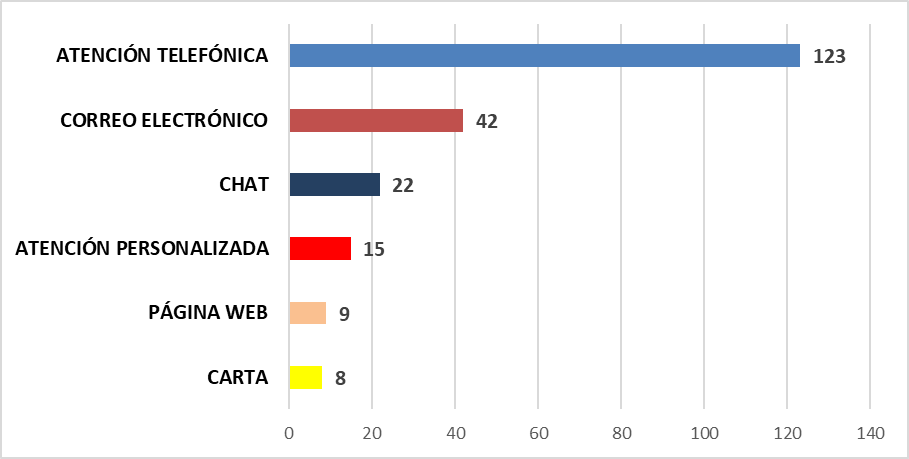 ATENCIÓN TELEFÓNICA 123
CORREO ELECTRÓNICO 42
CHAT 22
ATENCIÓN PERSONALIZADA 15
PÁGINA WEB 9
CARTA 8
0 20 40 60 80 100 120 140